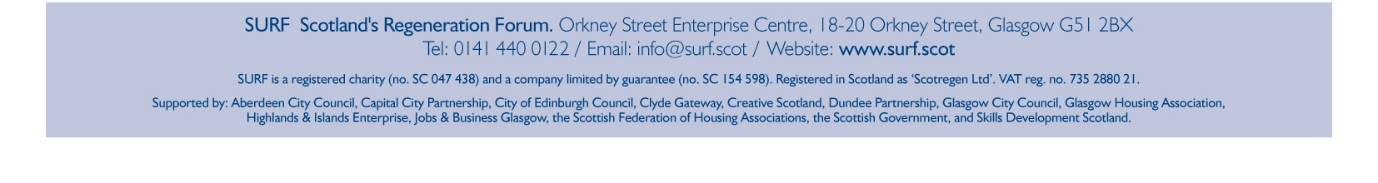 SURF Scotland's Regeneration Forum. Orkney Street Enterprise Centre, 18-20 Orkney Street, Glasgow G51 2BX
Tel: 0141 440 0122 / Email: info@surf.scot / Website: www.surf.scot
SURF is a registered charity (no. SC 047 438) and a company limited by guarantee (no. SC 154 598). Registered in Scotland as ‘Scotregen Ltd’. VAT reg. no. 735 2880 21.
Supported by: Aberdeen City Council, Capital City Partnership, City of Edinburgh Council, Clyde Gateway, Creative Scotland, Dundee Partnership, Glasgow City Council, Glasgow Housing Association,
Highlands & Islands Enterprise, Jobs & Business Glasgow, the Scottish Federation of Housing Associations, the Scottish Government, and Skills Development Scotland.